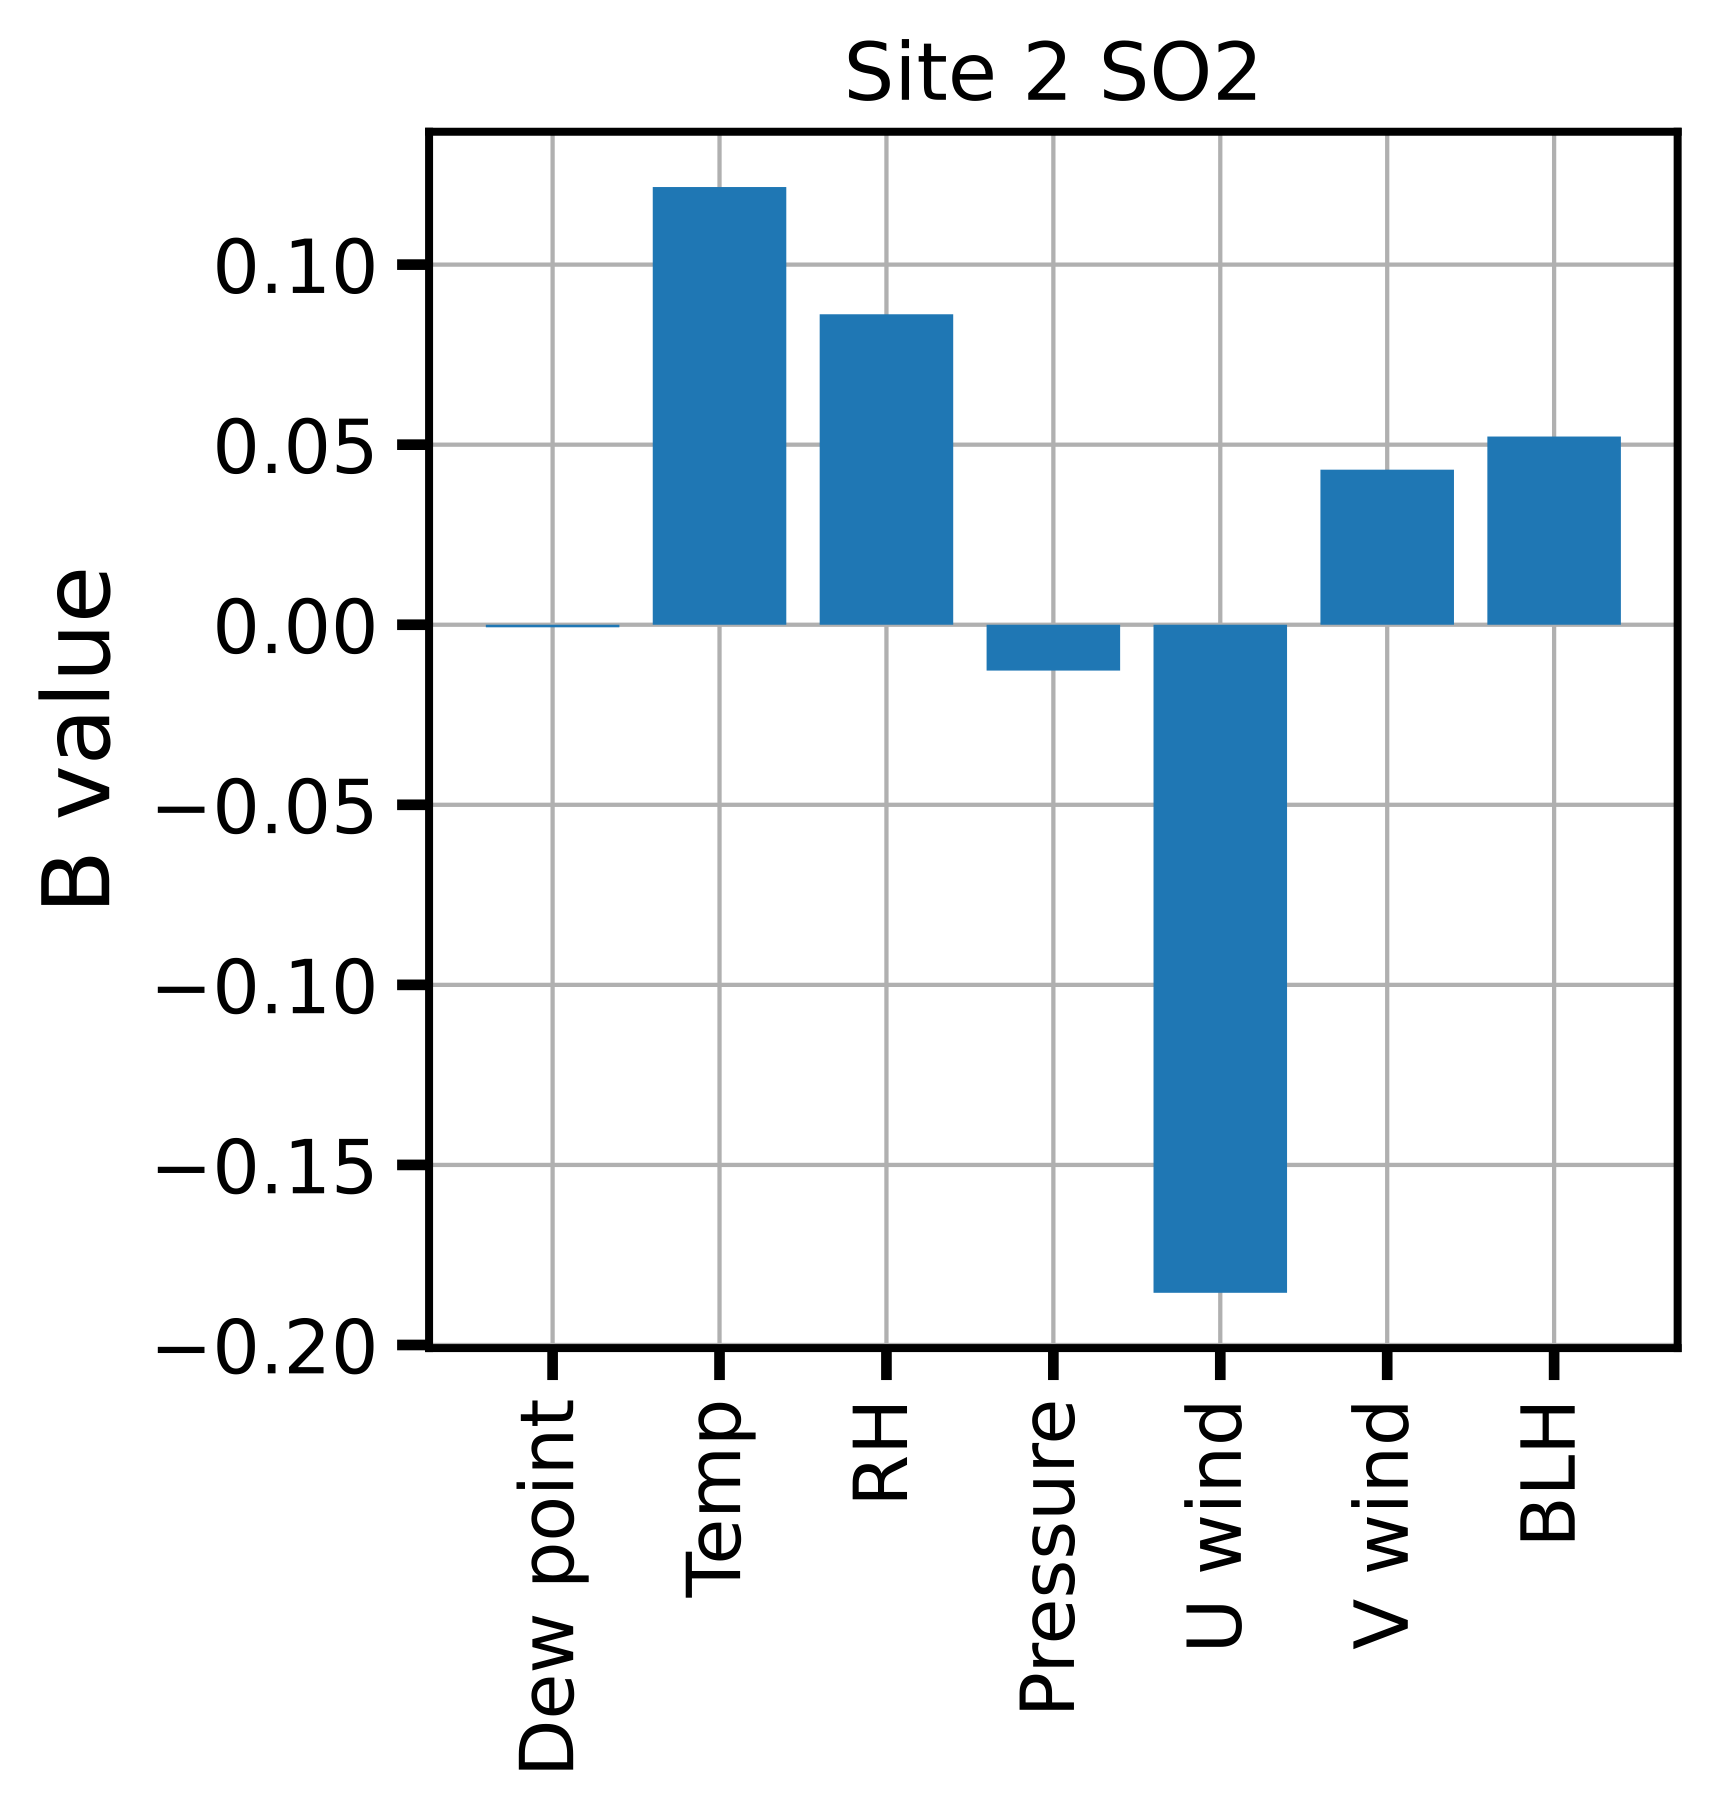 Site 2 SO2
B value
0.10
0.05
0.00
−0.05
−0.10
−0.15
−0.20
Dew point
Temp
RH
Pressure
U wind
V wind
BLH